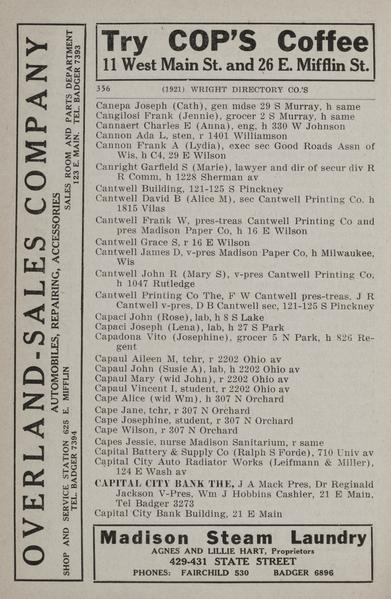 Try COP'S Coffee
11 West Main St. and 26 E. Mifflin St.
336 (1921) WRIGHT DIRECTORY CO.'S
Canepa Joseph (Cath), gen mdse 29 S Murray, h same
Cangilosi Frank (Jennie), grocer 2 S Murray, h same
Cannaert Charles E (Anna), eng, h 330 W Johnson
Cannon Ada L, sten, r 1401 Williamson
Cannon Frank A (Lydia), exec sec Good Roads Assn of
Wis, h C4, 29 E Wilson
Canright Garfield S (Marie), lawyer and dir of secur div R
R Comm, h 1228 Sherman av
Cantwell Building, 121-125 S Pinckney
Cantwell David B (Alice M), sec Cantwell Printing Co, h
1815 Vilas
Cantwell Frank W, pres-treas Cantwell Printing Co and
pres Madison Paper Co, h 16 E Wilson
Cantwell Grace S, r 16 E Wilson
Cantwell James D, v-pres Madison Paper Co, h Milwaukee,
Wis
Cantwell John R (Mary S), v-pres Cantwell Printing Co,
h 1047 Rutledge
Cantwell Printing Co The, F W Cantwell pres-treas, J R
Cantwell v-pres, D B Cantwell sec, 121-125 S Pinckney
Capaci John (Rose), lab, h 8 S Lake
Capaci Joseph (Lena), lab, h 27 S Park
Capadona Vito (Josephine), grocer 5 N Park, h 826 Re-
gent
Capaul Aileen M, tchr, r 2202 Ohio av
Capaul John (Susie A), lab, h 2202 Ohio av
Capaul Mary (wid John), r 2202 Ohio av
Capaul Vincent I, student, r 2202 Ohio av
Cape Alice (wid Wm), h 307 N Orchard
Cape Jane, tchr, r 307 N Orchard
Cape Josephine, student, r 307 N Orchard
Cape Wilson, r 307 N Orchard
Capes Jessie, nurse Madison Sanitarium, r same
Capital Battery & Supply Co (Ralph S Forde), 710 Univ av
Capital City Auto Radiator Works (Leifmann & Miller),
124 E Wash av
CAPITAL CITY BANK THE, J A Mack Pres, Dr Reginald
Jackson V-Pres, Wm J Hobbins Cashier, 21 E Main,
Tel Badger 3273
Capital City Bank Building, 21 E Main
Madison Steam Laundry
AGNES AND LILLIE HART, Proprietors
429-431 STATE STREET
PHONES: FAIRCHILD 530 BADGER 6896
OVERLAND-SALES COMPANY
AUTOMOBILES, REPAIRING, ACCESSORIES
SHOP AND SERVICE STATION 625 E. MIFFLIN
TEL. BADGER 7394
SALES ROOM AND PARTS DEPARTMENT
123 E. MAIN. TEL. BADGER 7393